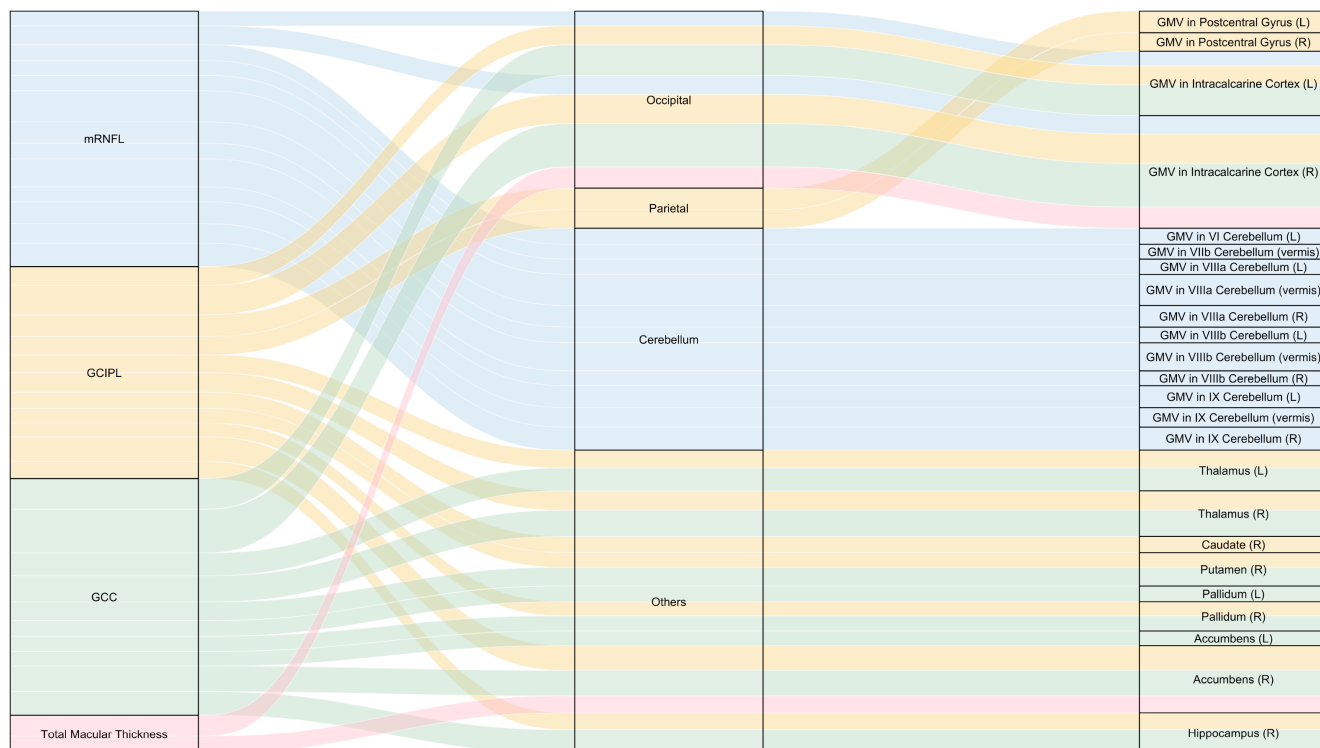 mRNFL
GCIPL
GCC
Total Macular Thickness
Occipital
Parietal
Cerebellum
Others
GMV in Postcentral Gyrus (L)
GMV in Postcentral Gyrus (R)
GMV in Intracalcarine Cortex (L)
GMV in Intracalcarine Cortex (R)
GMV in VI Cerebellum (L)
GMV in VIIb Cerebellum (vermis)
GMV in VIIIa Cerebellum (L)
GMV in VIIIa Cerebellum (vermis)
GMV in VIIIa Cerebellum (R)
GMV in VIIIb Cerebellum (L)
GMV in VIIIb Cerebellum (vermis)
GMV in VIIIb Cerebellum (R)
GMV in IX Cerebellum (L)
GMV in IX Cerebellum (vermis)
GMV in IX Cerebellum (R)
Thalamus (L)
Thalamus (R)
Caudate (R)
Putamen (R)
Pallidum (L)
Pallidum (R)
Accumbens (L)
Accumbens (R)
Hippocampus (R)